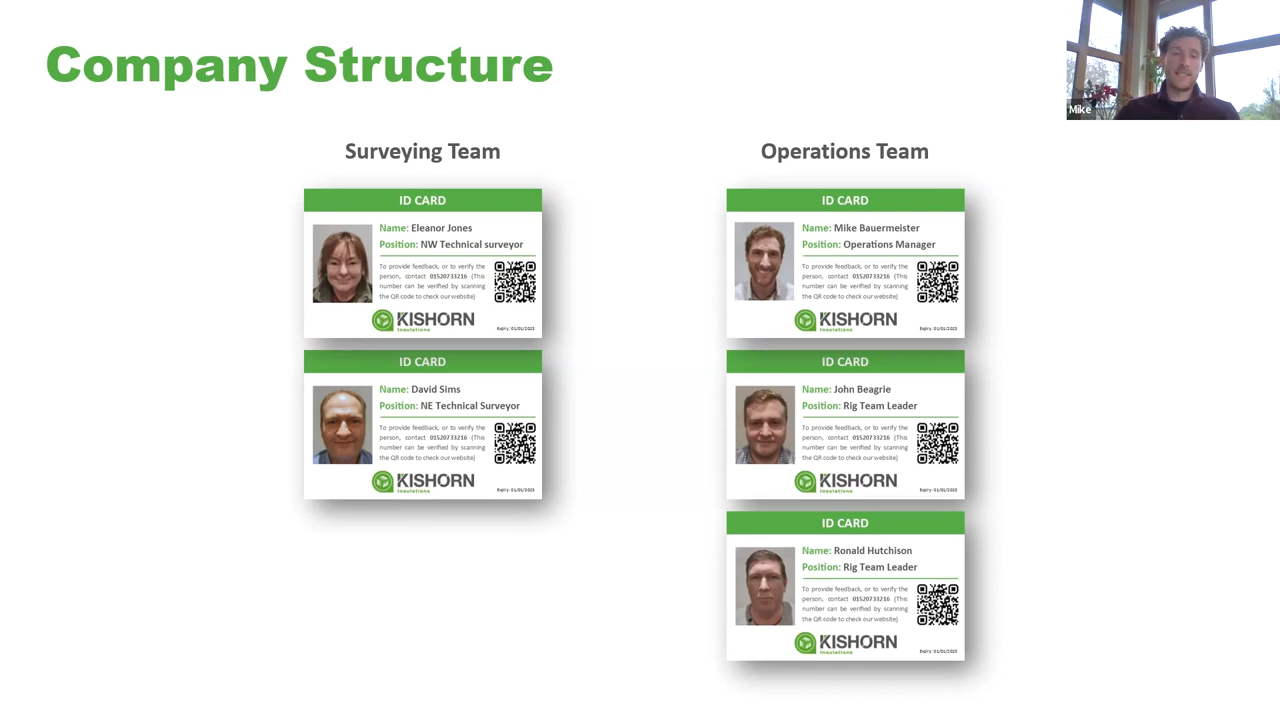 Company Structure
Mike
Surveying Team
ID CARD
Name: Eleanor Jones
Position: NW Technical surveyor
To provide feedback, or to verify the
person, contact 01520733216 (This
number can be verified by scanning
the QR code to check our website)
KISHORN
Insulations
Expiry: 01/01/2023
ID CARD
Name: David Sims
Position: NE Technical Surveyor
To provide feedback, or to verify the
person, contact 01520733216 (This
number can be verified by scanning
the QR code to check our website)
KISHORN
Insulations
Expiry: 01/01/2023
Operations Team
ID CARD
Name: Mike Bauermeister
Position: Operations Manager
To provide feedback, or to verify the
person, contact 01520733216 (This
number can be verified by scanning
the QR code to check our website)
KISHORN
Insulations
Expiry: 01/01/2023
ID CARD
Name: John Beagrie
Position: Rig Team Leader
To provide feedback, or to verify the
person, contact 01520733216 (This
number can be verified by scanning
the QR code to check our website)
KISHORN
Insulations
Expiry: 01/01/2023
ID CARD
Name: Ronald Hutchison
Position: Rig Team Leader
To provide feedback, or to verify the
person, contact 01520733216 (This
number can be verified by scanning
the QR code to check our website)
KISHORN
Insulations
Expiry: 01/01/2023